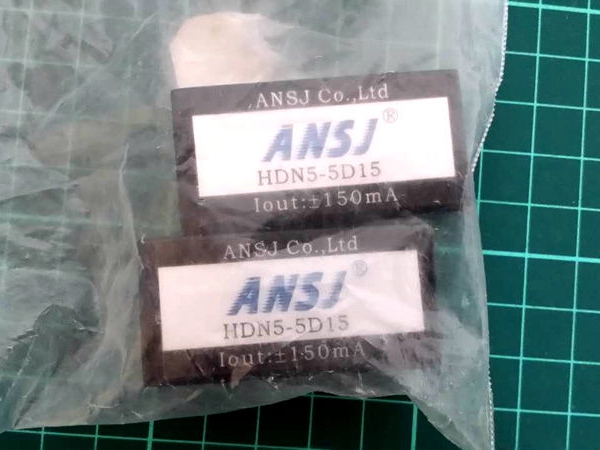 ANSJ Co.,Ltd
ANSJ®
HDN5-5D15
Iout:±150mA
ANSJ Co.,Ltd
ANSJ®
HDN5-5D15
Iout:±150mA